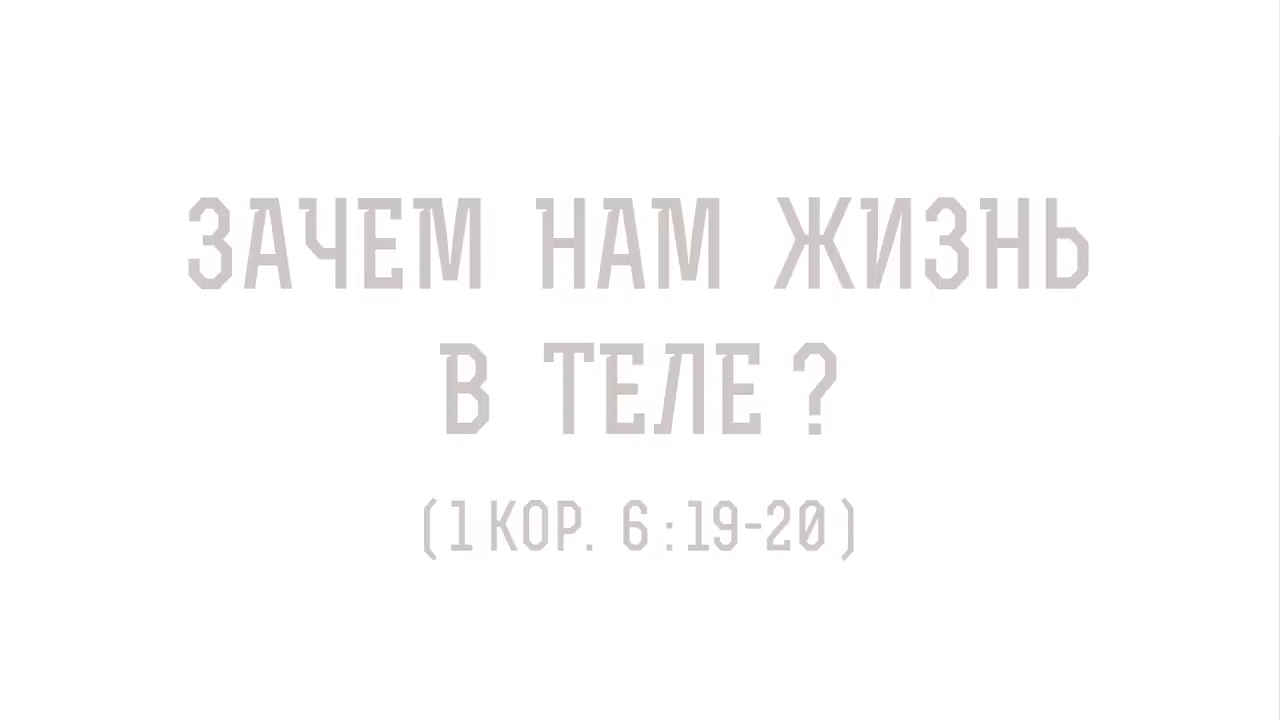 ЗАЧЕМ НАМ ЖИЗНЬ
В ТЕЛЕ?
(1 КОР. 6:19-20)